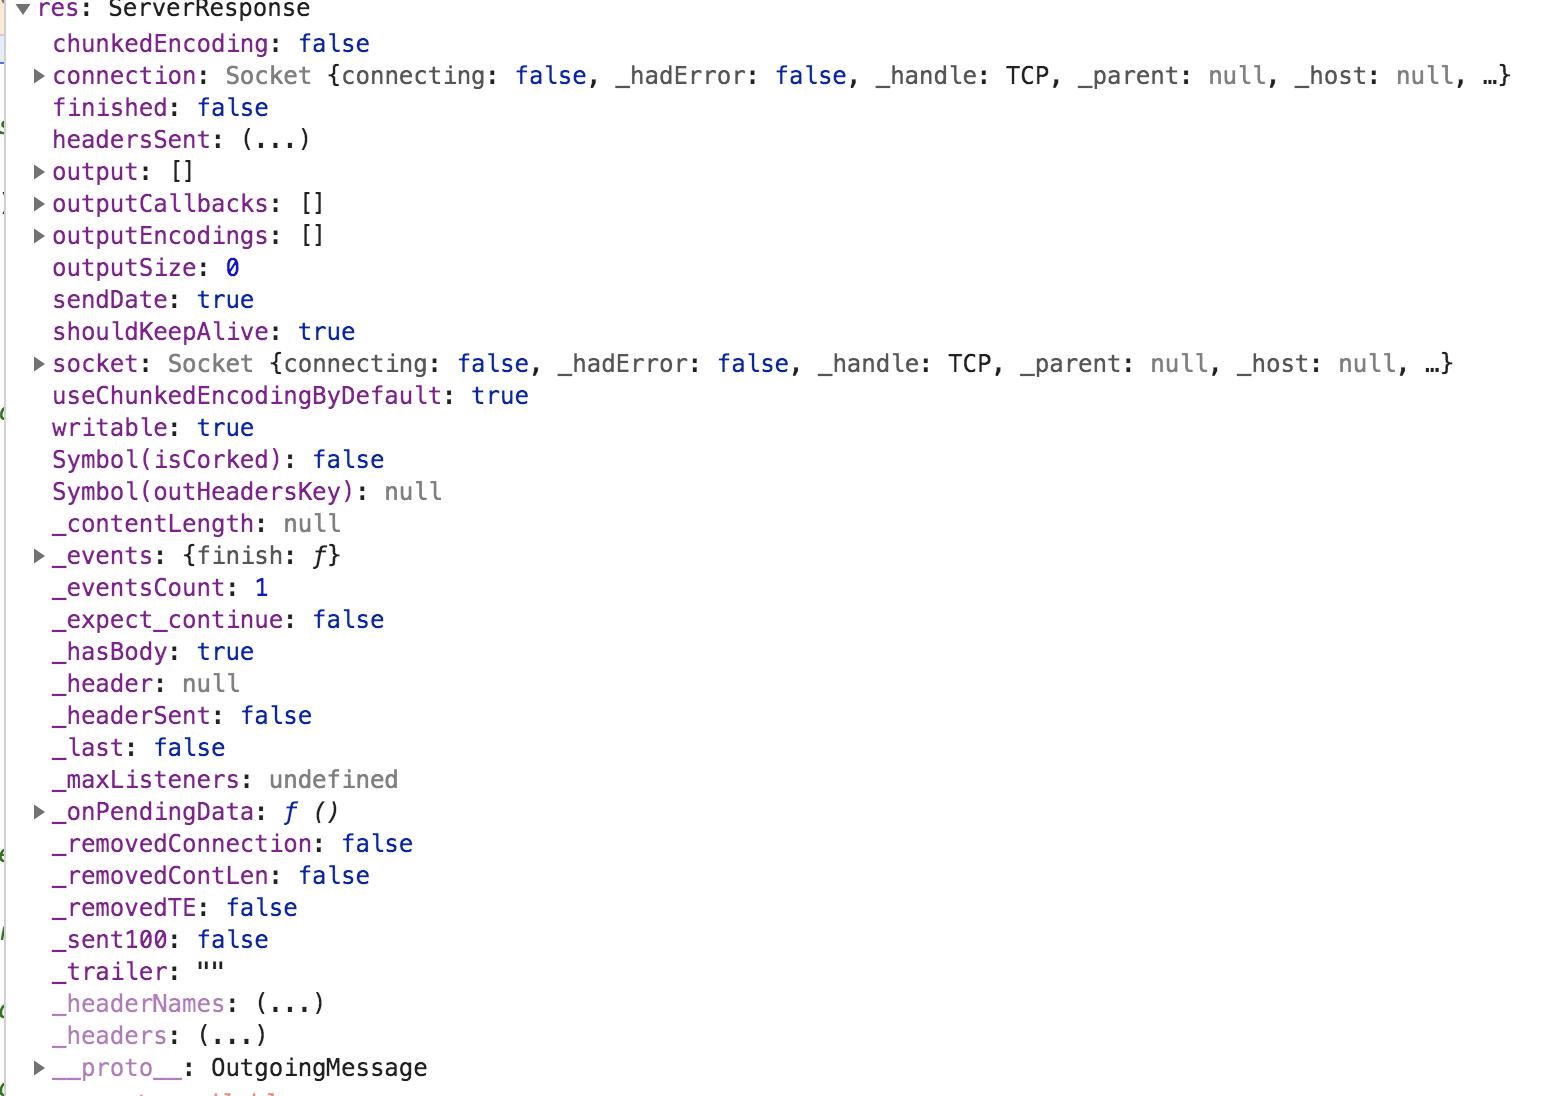 ▼res: ServerResponse
chunkedEncoding: false
▶connection: Socket {connecting: false, _hadError: false, _handle: TCP, _parent: null, _host: null, …}
finished: false
headersSent: (...)
▶output: []
▶outputCallbacks: []
▶outputEncodings: []
outputSize: 0
sendDate: true
shouldKeepAlive: true
▶socket: Socket {connecting: false, _hadError: false, _handle: TCP, _parent: null, _host: null, …}
useChunkedEncodingByDefault: true
writable: true
Symbol(isCorked): false
Symbol(outHeadersKey): null
_contentLength: null
▶_events: {finish: ƒ}
_eventsCount: 1
_expect_continue: false
_hasBody: true
_header: null
_headerSent: false
_last: false
_maxListeners: undefined
▶_onPendingData: ƒ ()
_removedConnection: false
_removedContLen: false
_removedTE: false
_sent100: false
_trailer: ""
_headerNames: (...)
_headers: (...)
▶__proto__: OutgoingMessage